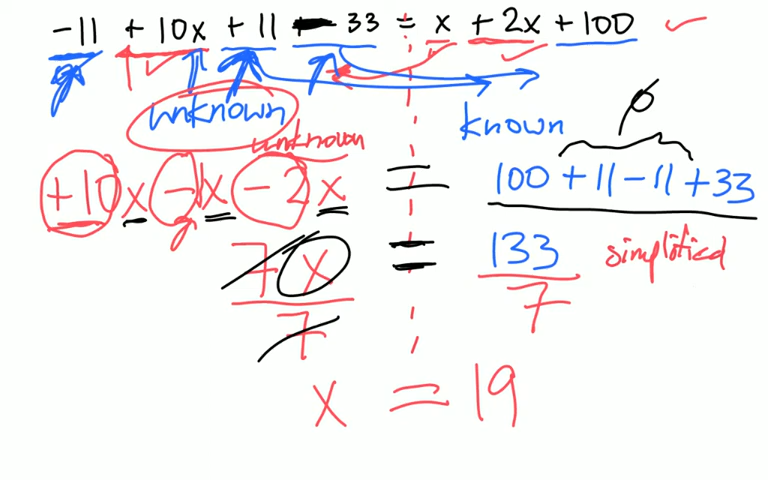 -11 + 10x + 11 - 33 = x + 2x + 100
unknown
known
unknown
+10x - 1x - 2x = 100 + 11 - 11 + 33
0
7x = 133
7 7
simplified
x = 19